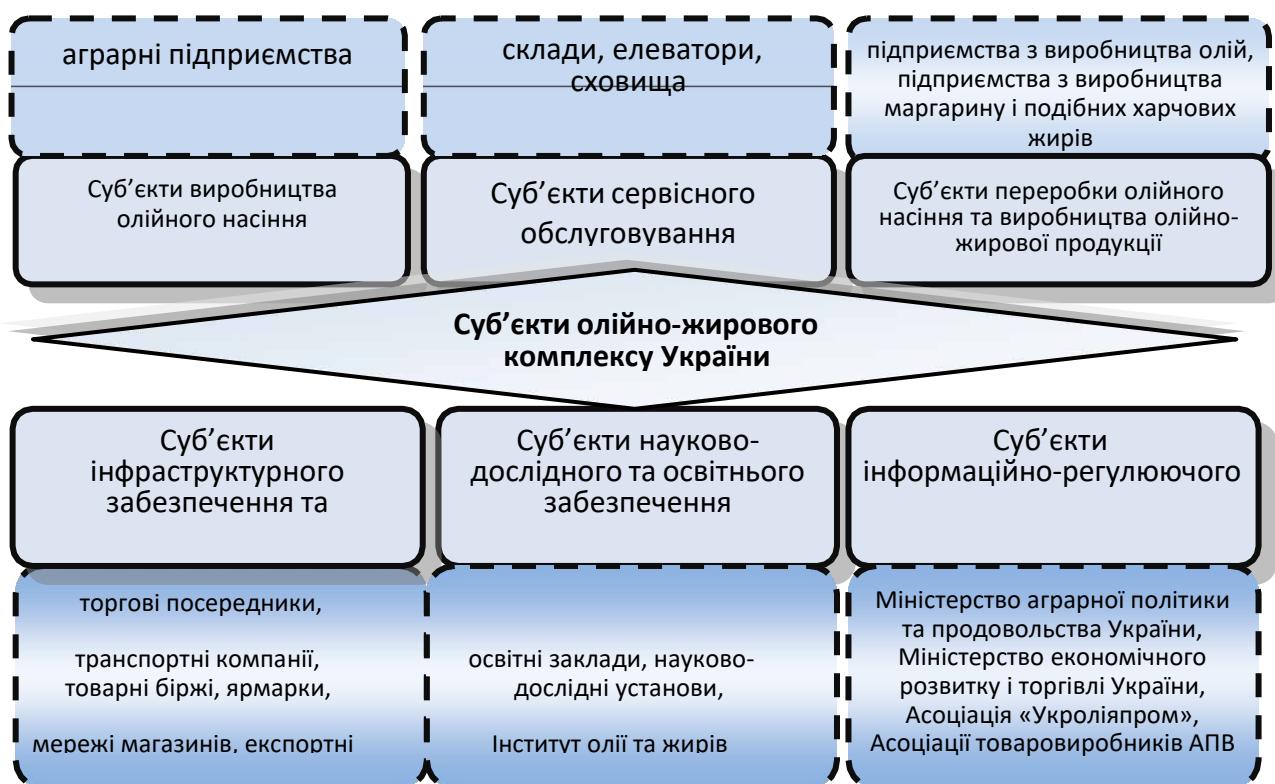 аграрні підприємства
склади, елеватори,
сховища
підприємства з виробництва олій,
підприємства з виробництва
маргарину і подібних харчових
жирів
Суб’єкти виробництва
олійного насіння
Суб’єкти сервісного
обслуговування
Суб’єкти переробки олійного
насіння та виробництва олійно-
жирової продукції
Суб’єкти олійно-жирового
комплексу України
Суб’єкти
інфраструктурного
забезпечення та
Суб’єкти науково-
дослідного та освітнього
забезпечення
Суб’єкти
інформаційно-регулюючого
торгові посередники,
транспортні компанії,
товарні біржі, ярмарки,
мережі магазинів, експортні
освітні заклади, науково-
дослідні установи,
Інститут олії та жирів
Міністерство аграрної політики
та продовольства України,
Міністерство економічного
розвитку і торгівлі України,
Асоціація «Укроліяпром»,
Асоціації товаровиробників АПВ